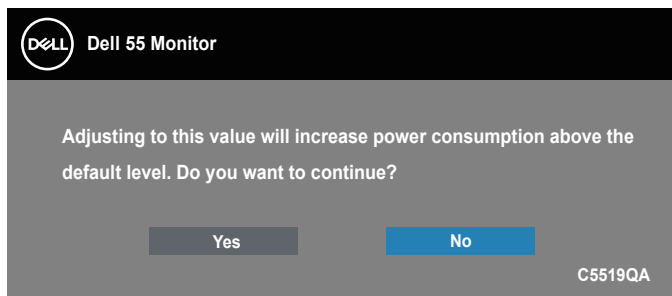 DELL
Dell 55 Monitor
Adjusting to this value will increase power consumption above the
default level. Do you want to continue?
Yes
No
C5519QA